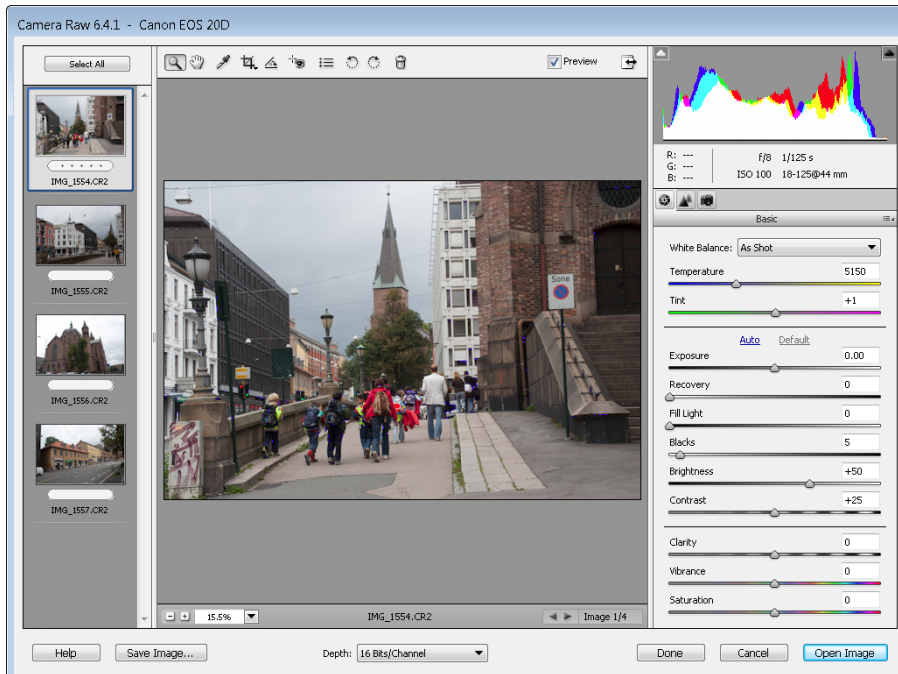 Camera Raw 6.4.1 - Canon EOS 20D
Select All
Preview
IMG_1554.CR2
IMG_1555.CR2
IMG_1556.CR2
IMG_1557.CR2
Sone
15.5%
IMG_1554.CR2
Image 1/4
R: ---
G: ---
B: ---
f/8 1/125 s
ISO 100 18-125@44 mm
Basic
White Balance: As Shot
Temperature 5150
Tint +1
Auto Default
Exposure 0.00
Recovery 0
Fill Light 0
Blacks 5
Brightness +50
Contrast +25
Clarity 0
Vibrance 0
Saturation 0
Help
Save Image...
Depth: 16 Bits/Channel
Done
Cancel
Open Image